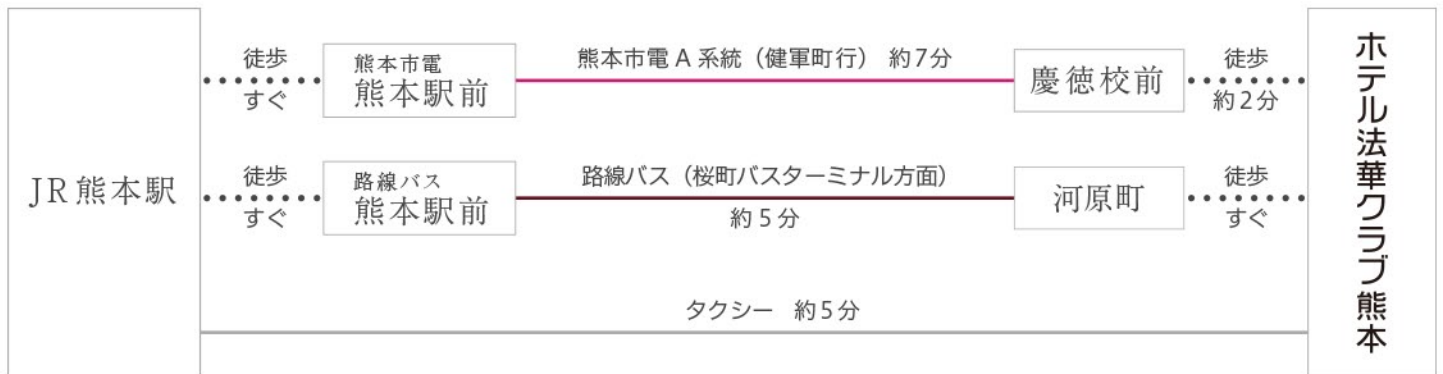 JR熊本駅
徒歩
すぐ
熊本市電
熊本駅前
熊本市電 A 系統（健軍町行） 約7分
慶徳校前
徒歩
約2分
徒歩
すぐ
路線バス
熊本駅前
路線バス（桜町バスターミナル方面）
約5分
河原町
徒歩
すぐ
タクシー 約5分
ホテル法華クラブ熊本